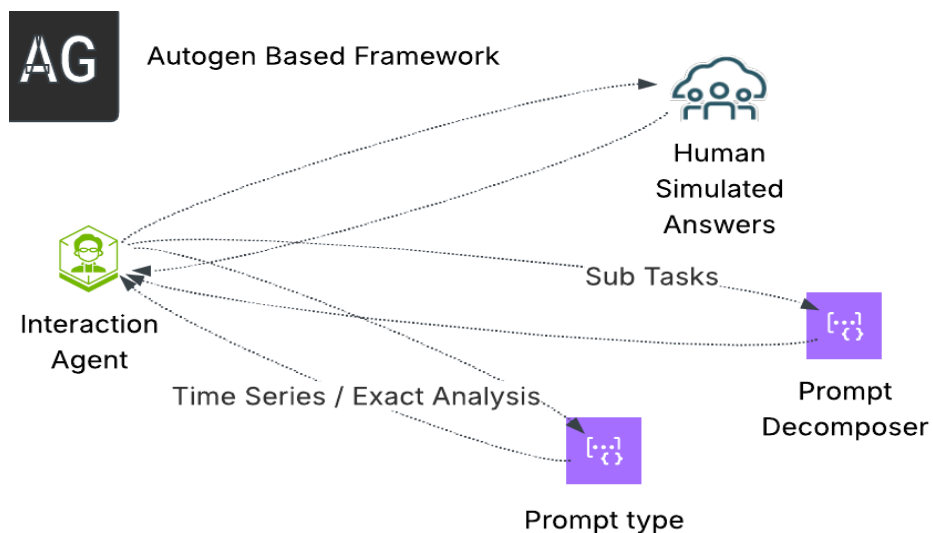 AG
Autogen Based Framework
Human
Simulated
Answers
Sub Tasks
Interaction
Agent
Time Series / Exact Analysis
Prompt
Decomposer
Prompt type